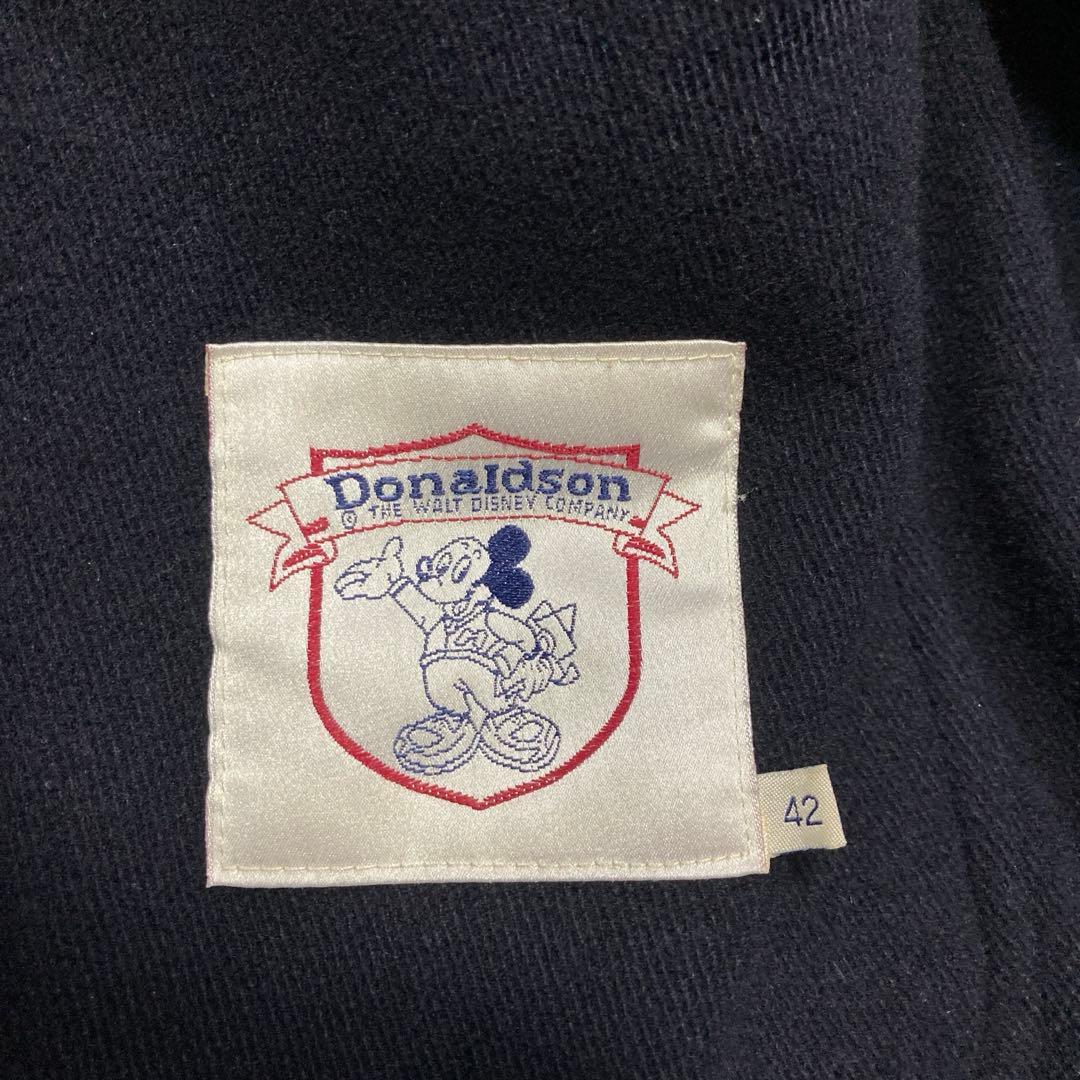 Donaldson
© THE WALT DISNEY COMPANY
42